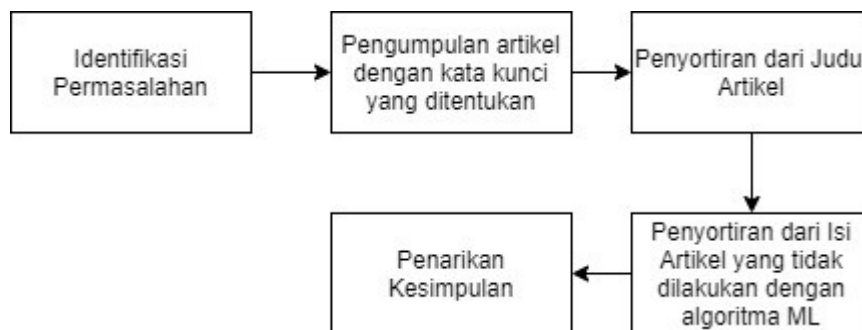 Identifikasi
Permasalahan
Pengumpulan artikel
dengan kata kunci
yang ditentukan
Penyortiran dari Judu
Artikel
Penyortiran dari Isi
Artikel yang tidak
dilakukan dengan
algoritma ML
Penarikan
Kesimpulan